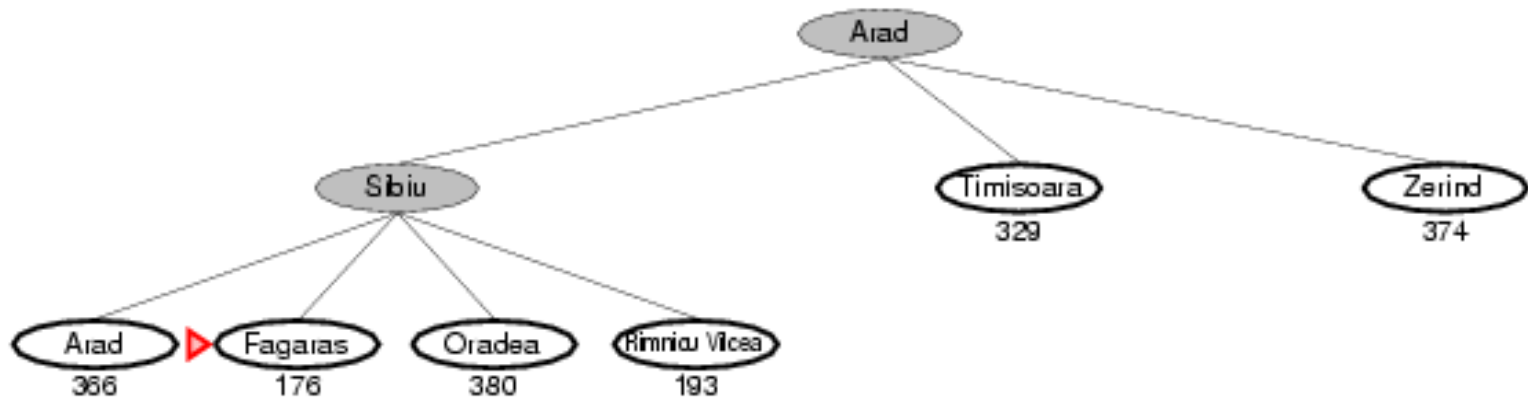 Arad
Sibiu Timisoara Zerind
329 374
Arad Fagaras Oradea Rimnicu Vilcea
366 176 380 193